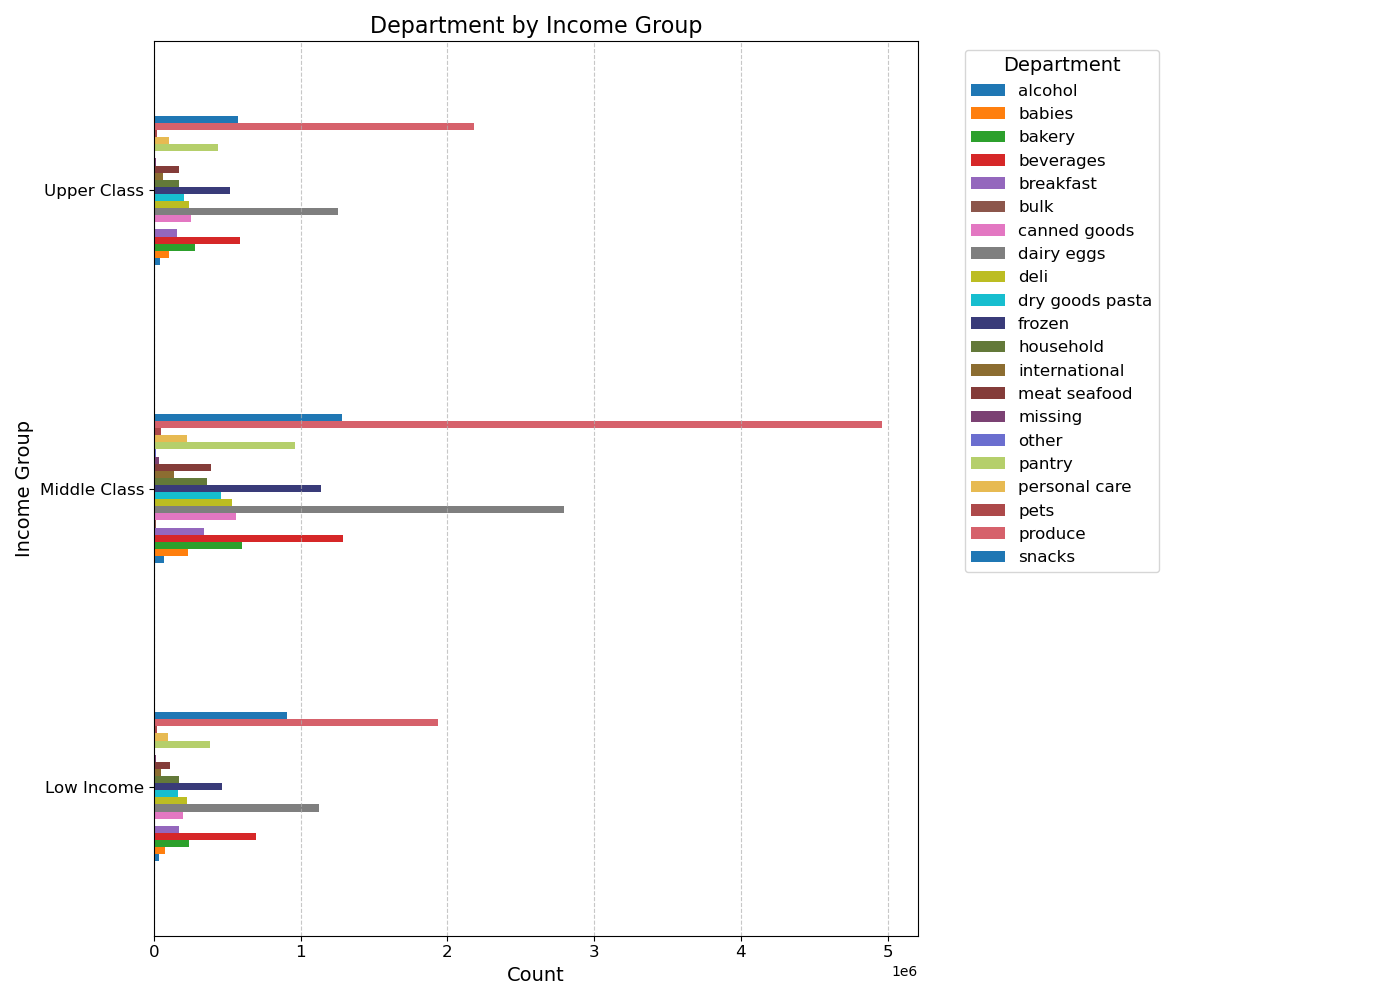 Department by Income Group
Upper Class
Middle Class
Low Income
Income Group
0 1 2 3 4 5
1e6
Count
Department
alcohol
babies
bakery
beverages
breakfast
bulk
canned goods
dairy eggs
deli
dry goods pasta
frozen
household
international
meat seafood
missing
other
pantry
personal care
pets
produce
snacks